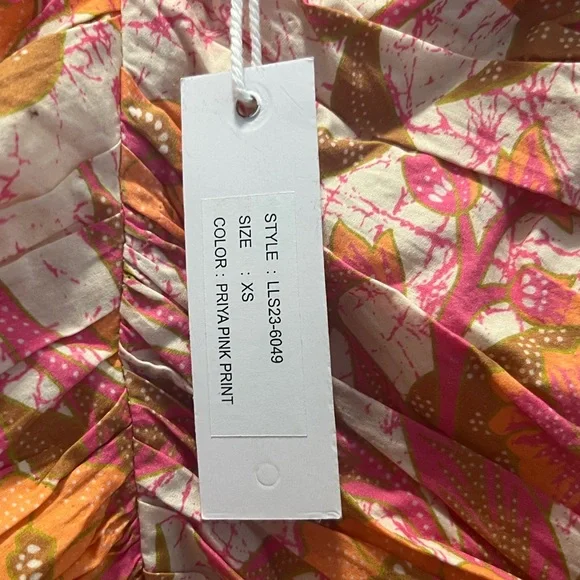 STYLE : LLS23-6049
SIZE : XS
COLOR : PRIYA PINK PRINT